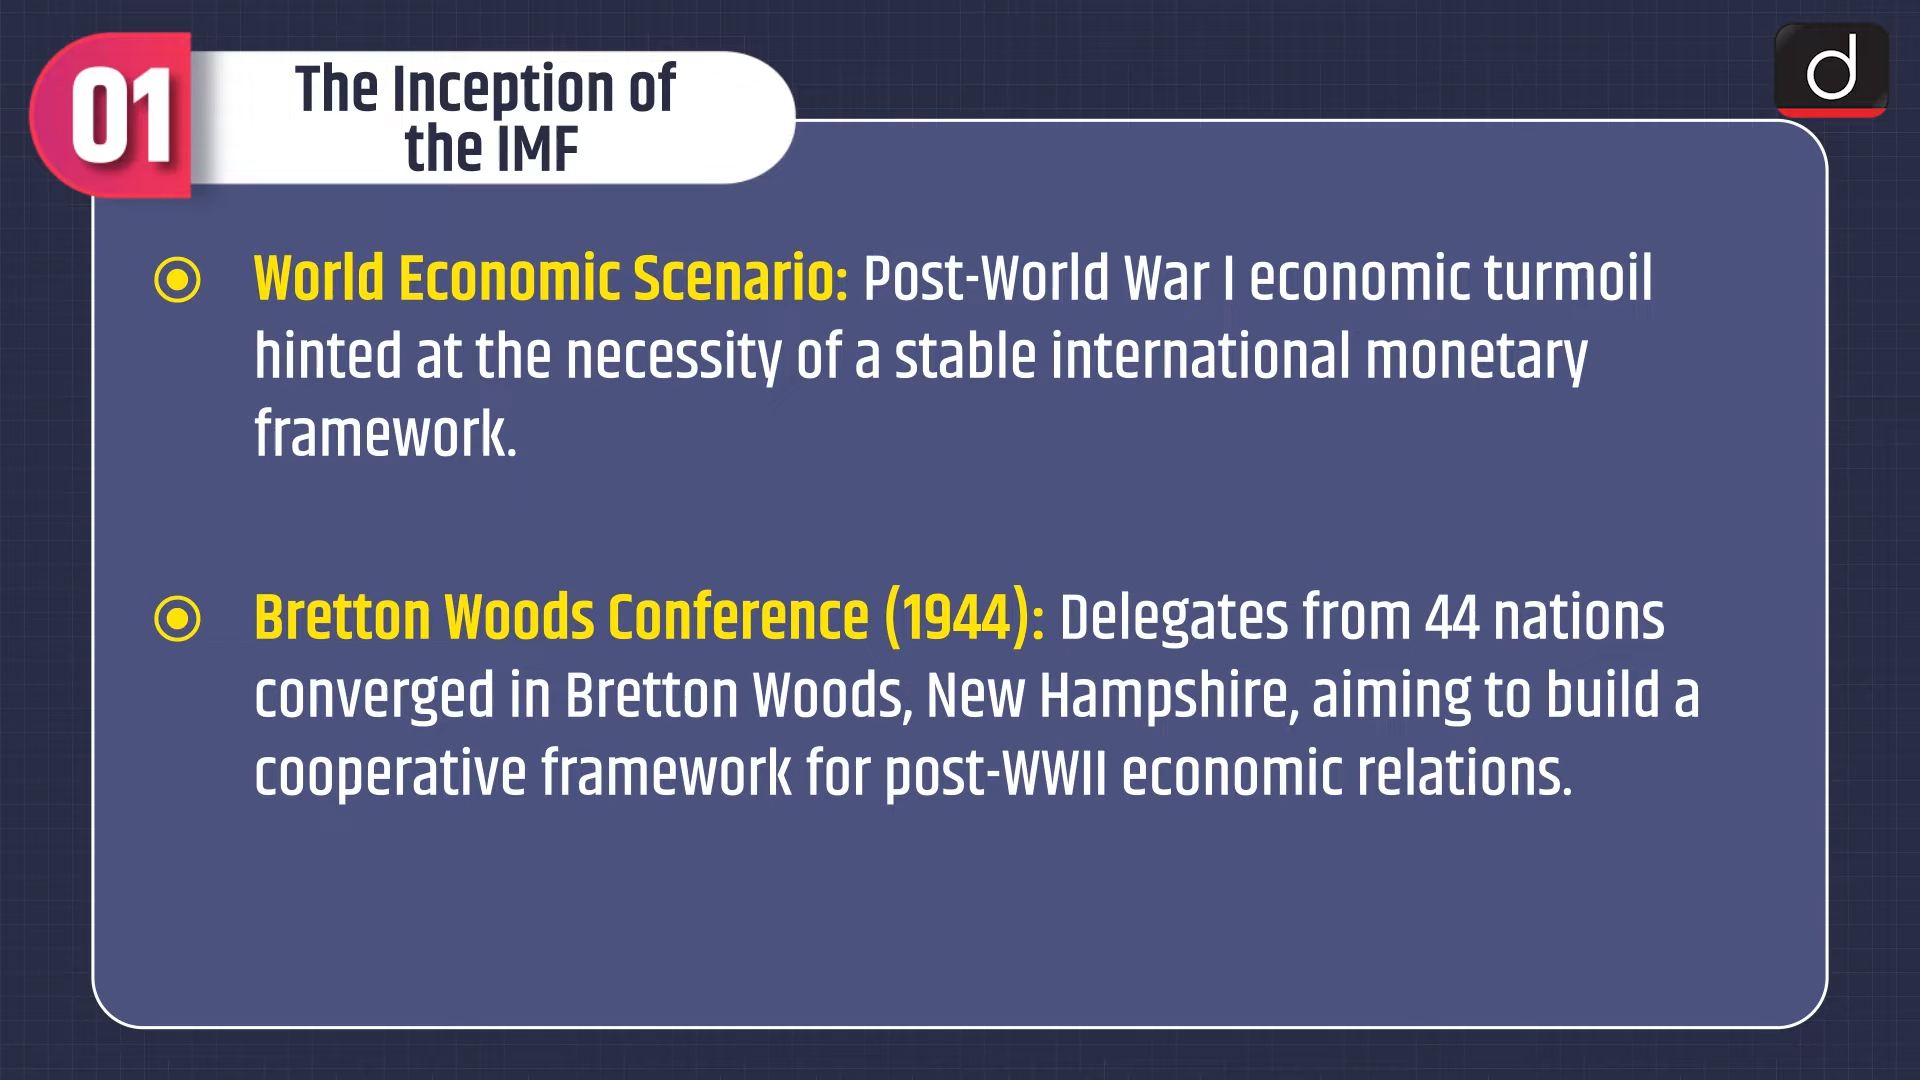 01
The Inception of
the IMF
d
World Economic Scenario: Post-World War I economic turmoil
hinted at the necessity of a stable international monetary
framework.
Bretton Woods Conference (1944): Delegates from 44 nations
converged in Bretton Woods, New Hampshire, aiming to build a
cooperative framework for post-WWII economic relations.